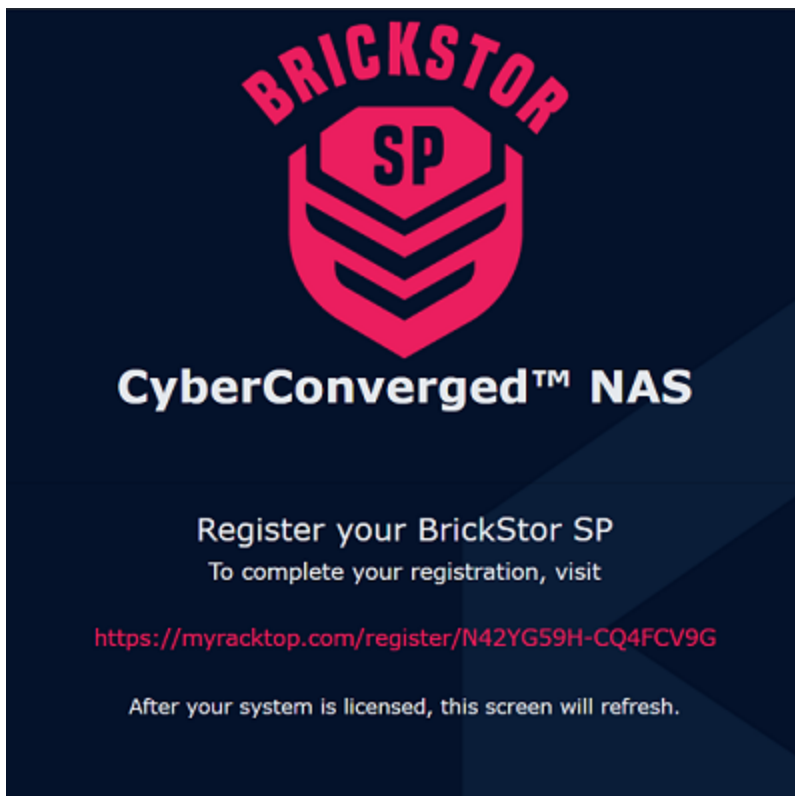 BRICKSTOR
SP
CyberConverged™ NAS
Register your BrickStor SP
To complete your registration, visit
https://myracktop.com/register/N42YG59H-CQ4FCV9G
After your system is licensed, this screen will refresh.